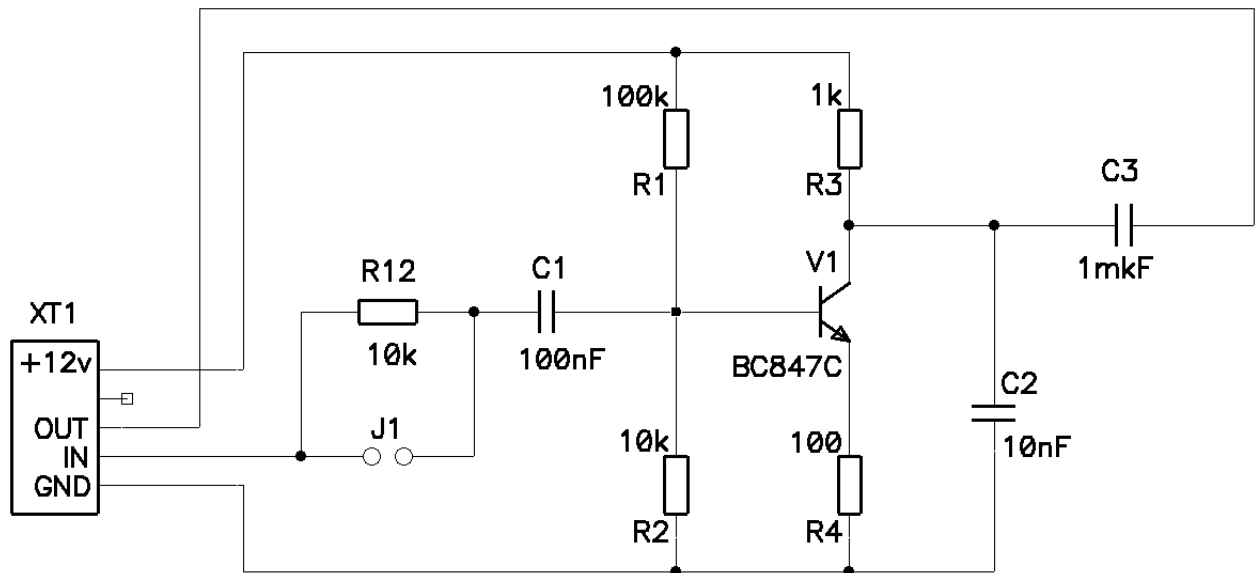 100k
1k
R1
R3
C3
1mkF
R12
C1
V1
10k
100nF
BC847C
XT1
+12v
OUT
IN
GND
J1
C2
10nF
10k
100
R2
R4